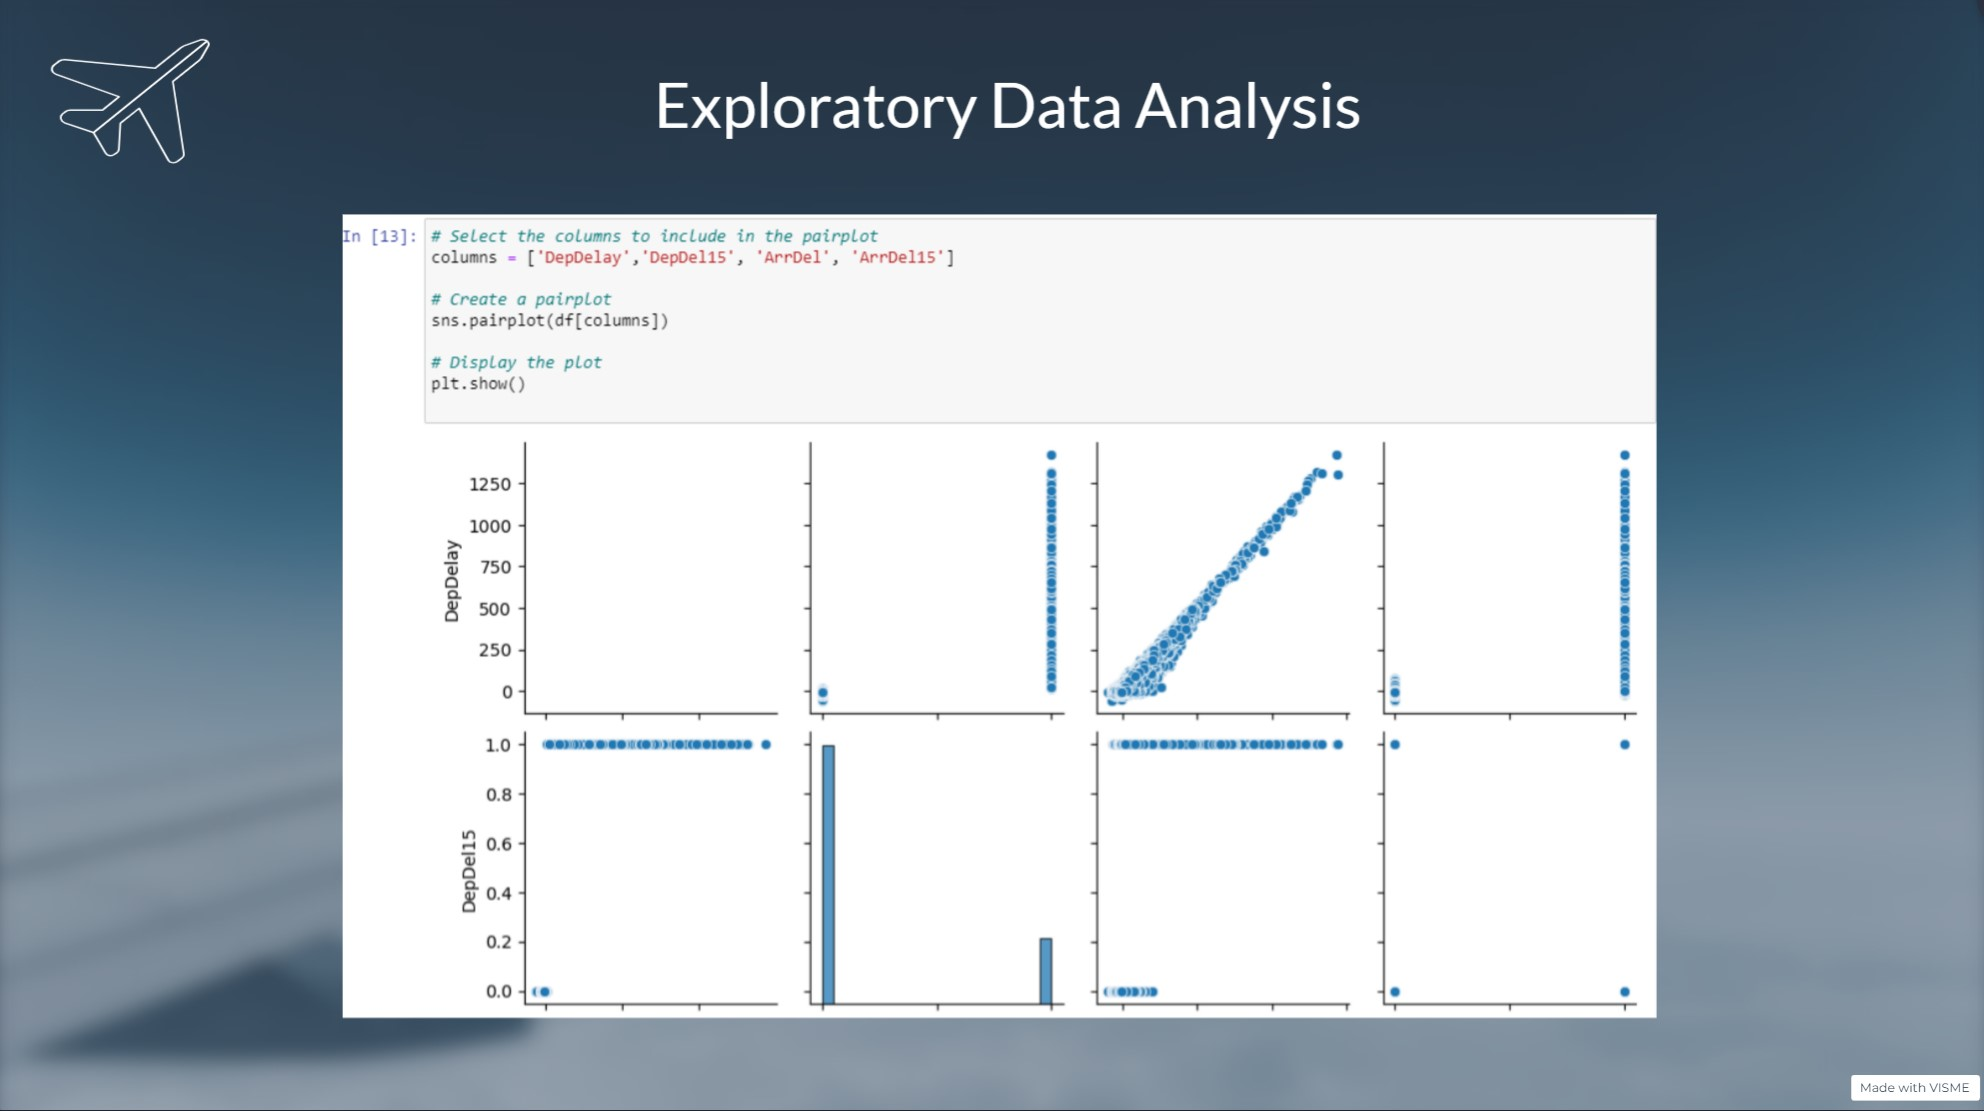 Exploratory Data Analysis
In [13]:
# Select the columns to include in the pairplot
columns = ['DepDelay','DepDel15', 'ArrDel', 'ArrDel15']
# Create a pairplot
sns.pairplot(df[columns])
# Display the plot
plt.show()
DepDelay
1250
1000
750
500
250
0
DepDel15
1.0
0.8
0.6
0.4
0.2
0.0
Made with VISME